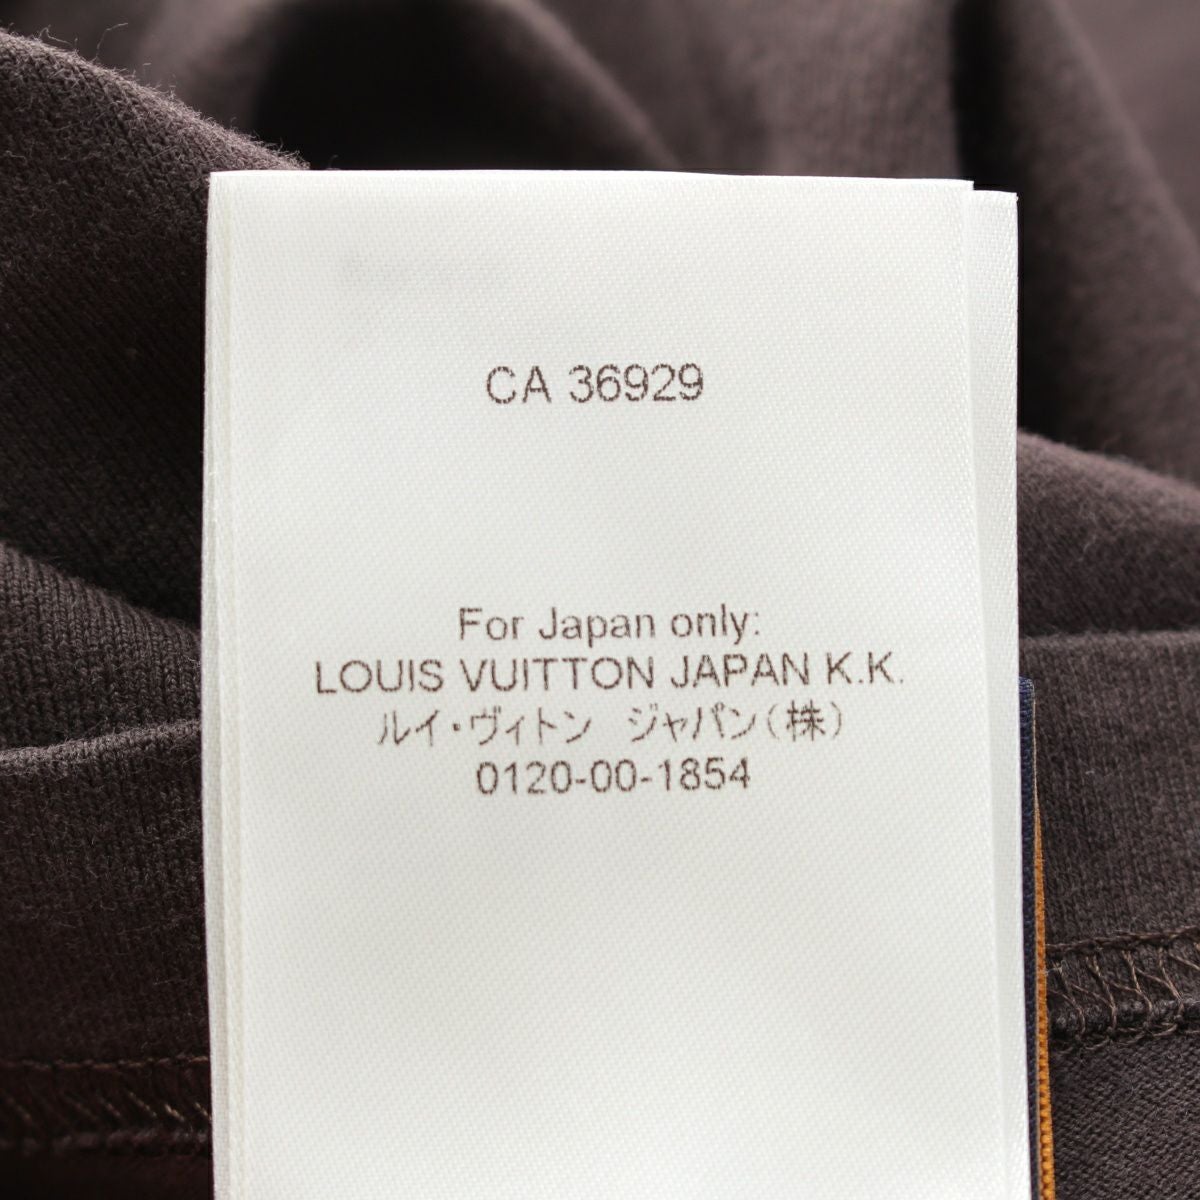 CA 36929
For Japan only:
LOUIS VUITTON JAPAN K.K.
ルイ・ヴィトン ジャパン(株)
0120-00-1854